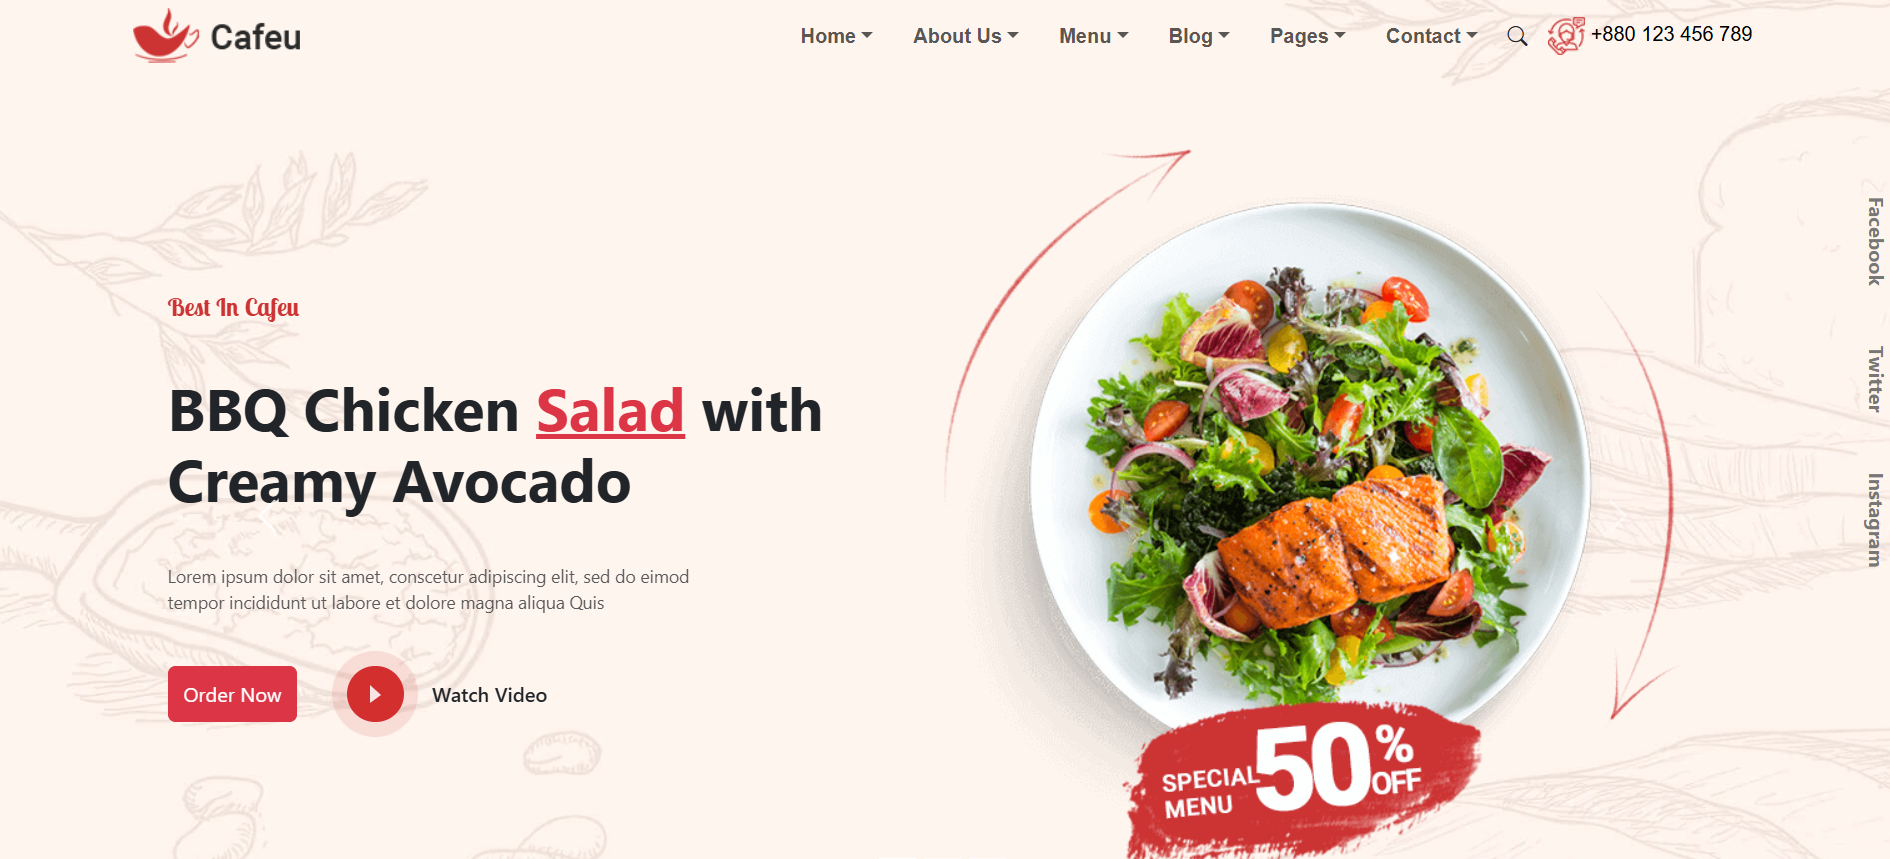 Cafeu
Home
About Us
Menu
Blog
Pages
Contact
+880 123 456 789
Best In Cafeu
BBQ Chicken Salad with
Creamy Avocado
Lorem ipsum dolor sit amet, conscetur adipiscing elit, sed do eimod
tempor incididunt ut labore et dolore magna aliqua Quis
Order Now
Watch Video
SPECIAL
MENU
50%
OFF
Facebook
Twitter
Instagram